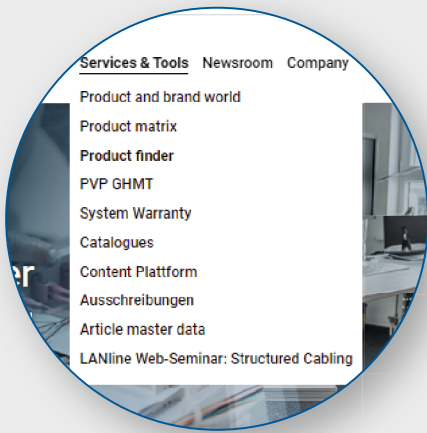 Services & Tools Newsroom Company
Product and brand world
Product matrix
Product finder
PVP GHMT
System Warranty
Catalogues
Content Plattform
Ausschreibungen
Article master data
LANline Web-Seminar: Structured Cabling
er